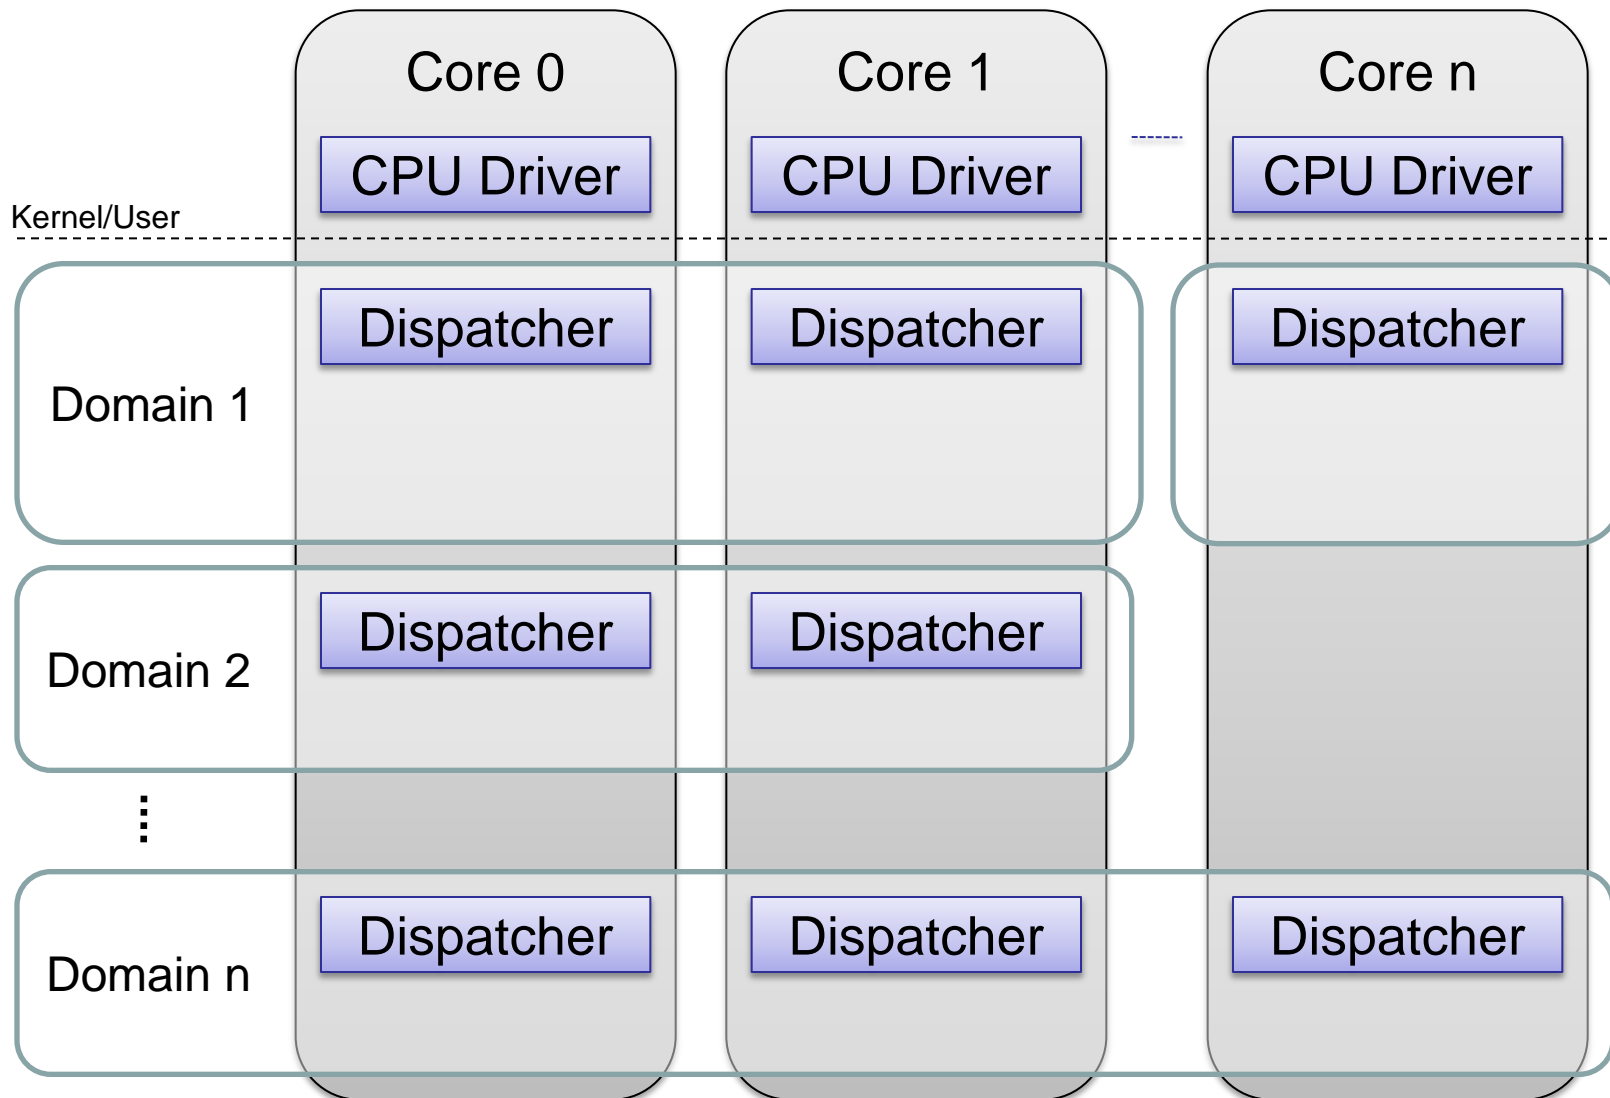 Core 0
Core 1
Core n
CPU Driver
CPU Driver
CPU Driver
Kernel/User
Dispatcher
Dispatcher
Dispatcher
Domain 1
Dispatcher
Dispatcher
Domain 2
Dispatcher
Dispatcher
Dispatcher
Domain n